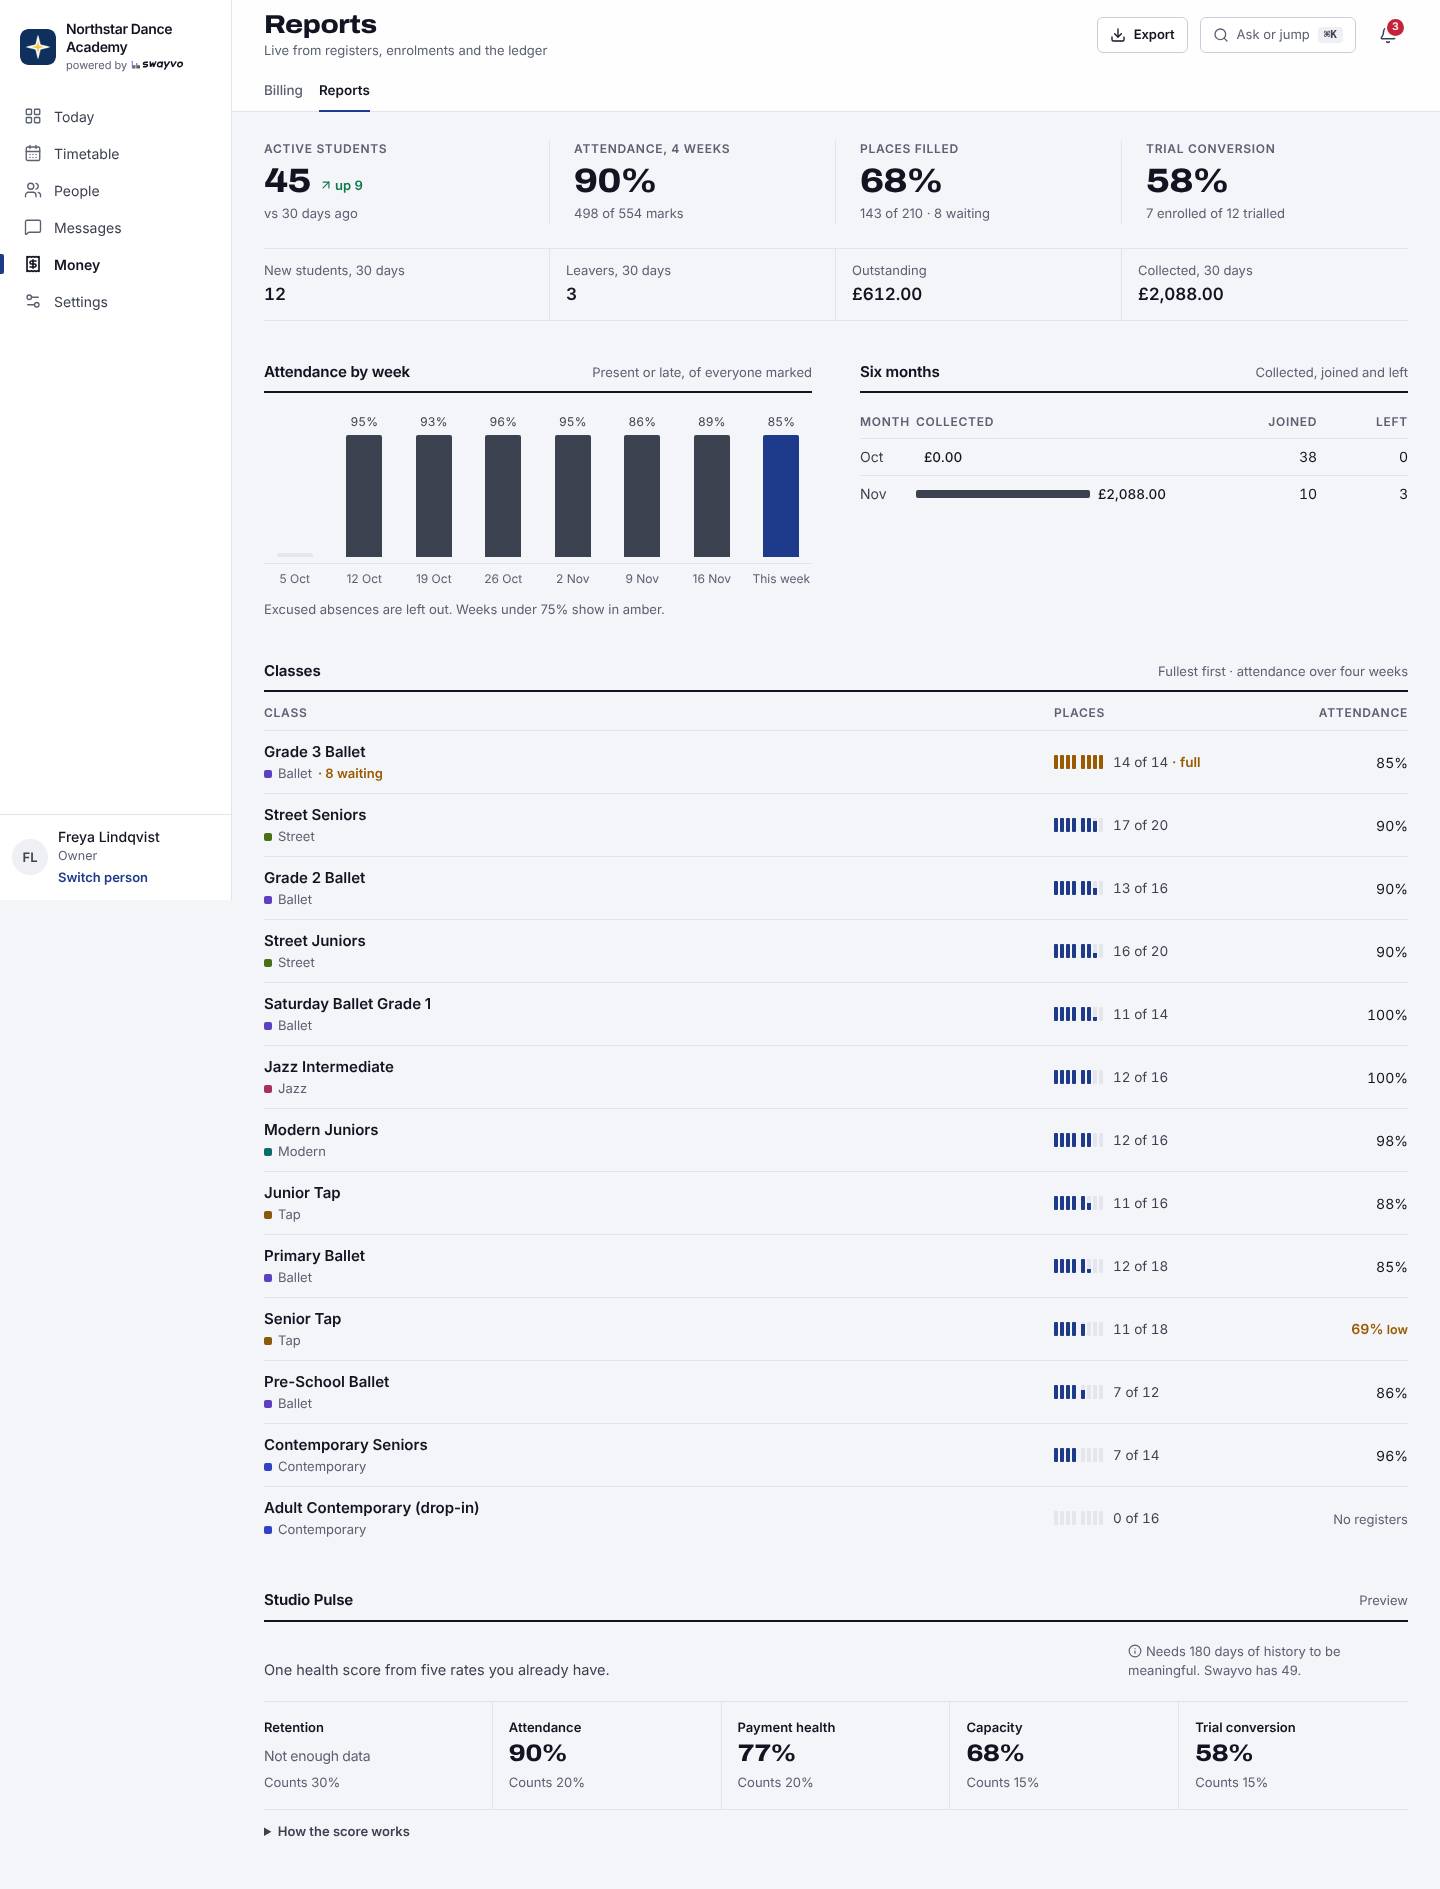 Northstar Dance
Academy
powered by swayvo
Today
Timetable
People
Messages
Money
Settings
FL
Freya Lindqvist
Owner
Switch person
Reports
Live from registers, enrolments and the ledger
Export
Ask or jump ⌘K
3
Billing Reports
ACTIVE STUDENTS
45 up 9
vs 30 days ago
ATTENDANCE, 4 WEEKS
90%
498 of 554 marks
PLACES FILLED
68%
143 of 210 · 8 waiting
TRIAL CONVERSION
58%
7 enrolled of 12 trialled
New students, 30 days
12
Leavers, 30 days
3
Outstanding
£612.00
Collected, 30 days
£2,088.00
Attendance by week Present or late, of everyone marked
95% 93% 96% 95% 86% 89% 85%
5 Oct 12 Oct 19 Oct 26 Oct 2 Nov 9 Nov 16 Nov This week
Excused absences are left out. Weeks under 75% show in amber.
Six months Collected, joined and left
MONTH COLLECTED JOINED LEFT
Oct £0.00 38 0
Nov £2,088.00 10 3
Classes Fullest first · attendance over four weeks
CLASS PLACES ATTENDANCE
Grade 3 Ballet
Ballet · 8 waiting
14 of 14 · full 85%
Street Seniors
Street
17 of 20 90%
Grade 2 Ballet
Ballet
13 of 16 90%
Street Juniors
Street
16 of 20 90%
Saturday Ballet Grade 1
Ballet
11 of 14 100%
Jazz Intermediate
Jazz
12 of 16 100%
Modern Juniors
Modern
12 of 16 98%
Junior Tap
Tap
11 of 16 88%
Primary Ballet
Ballet
12 of 18 85%
Senior Tap
Tap
11 of 18 69% low
Pre-School Ballet
Ballet
7 of 12 86%
Contemporary Seniors
Contemporary
7 of 14 96%
Adult Contemporary (drop-in)
Contemporary
0 of 16 No registers
Studio Pulse Preview
One health score from five rates you already have.
Needs 180 days of history to be
meaningful. Swayvo has 49.
Retention
Not enough data
Counts 30%
Attendance
90%
Counts 20%
Payment health
77%
Counts 20%
Capacity
68%
Counts 15%
Trial conversion
58%
Counts 15%
How the score works